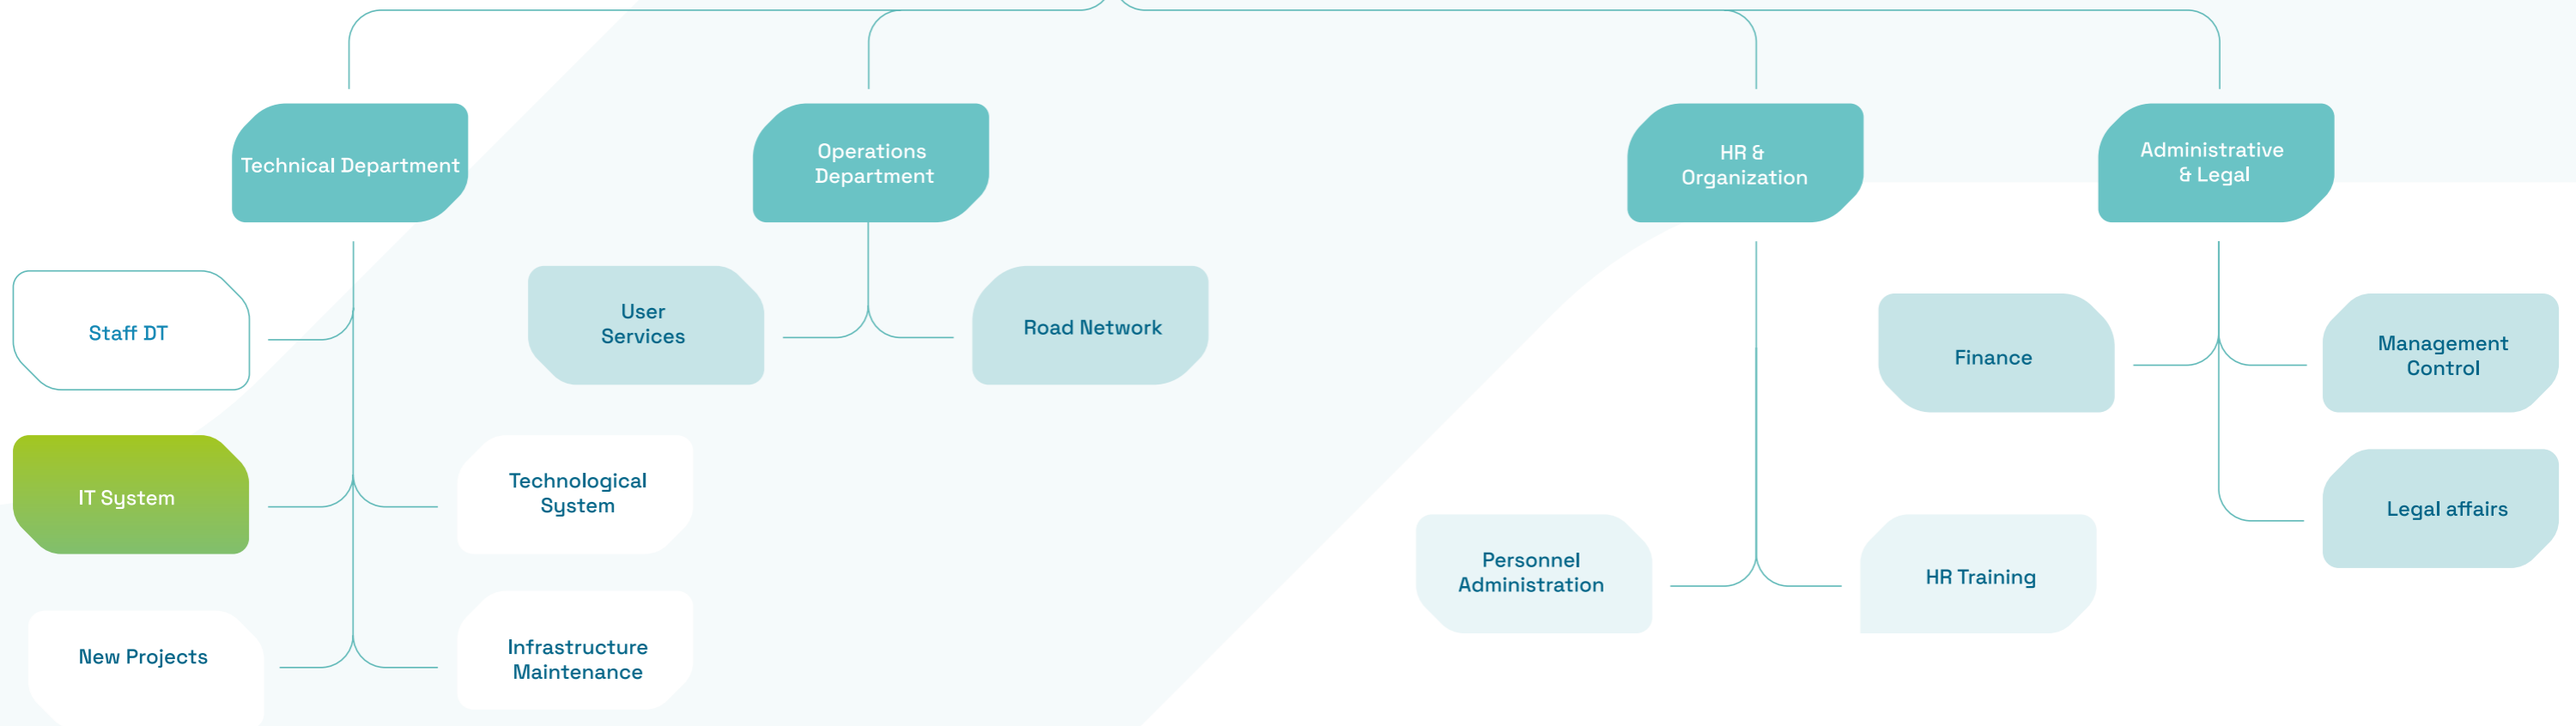 Technical Department
Operations
Department
HR &
Organization
Administrative
& Legal
Staff DT
User
Services
Road Network
Finance
Management
Control
IT System
Technological
System
Legal affairs
Personnel
Administration
HR Training
New Projects
Infrastructure
Maintenance